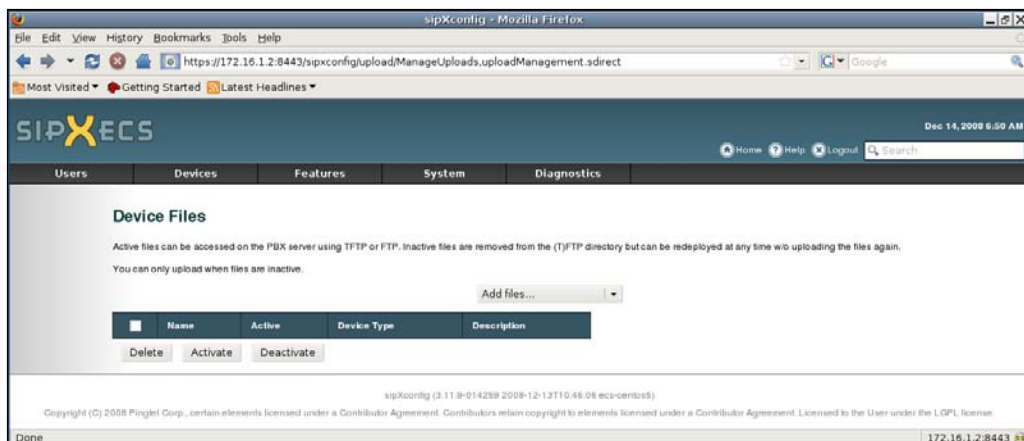 sipXconfig - Mozilla Firefox
File Edit View History Bookmarks Tools Help
https://172.16.1.2:8443/sipxconfig/upload/ManageUploads,uploadManagement.sdirect
Google
Most Visited Getting Started Latest Headlines
SIPXECS
Dec 14, 2008 6:50 AM
Home Help Logout Search
Users Devices Features System Diagnostics
Device Files
Active files can be accessed on the PBX server using TFTP or FTP. Inactive files are removed from the (T)FTP directory but can be redeployed at any time w/o uploading the files again.
You can only upload when files are inactive.
Add files...
Name Active Device Type Description
Delete Activate Deactivate
sipXconfig (3.11.9-014259 2008-12-13T10:46:06 ecs-centos5)
Copyright (C) 2008 Pingtel Corp., certain elements licensed under a Contributor Agreement. Contributors retain copyright to elements licensed under a Contributor Agreement. Licensed to the User under the LGPL license.
Done
172.16.1.2:8443